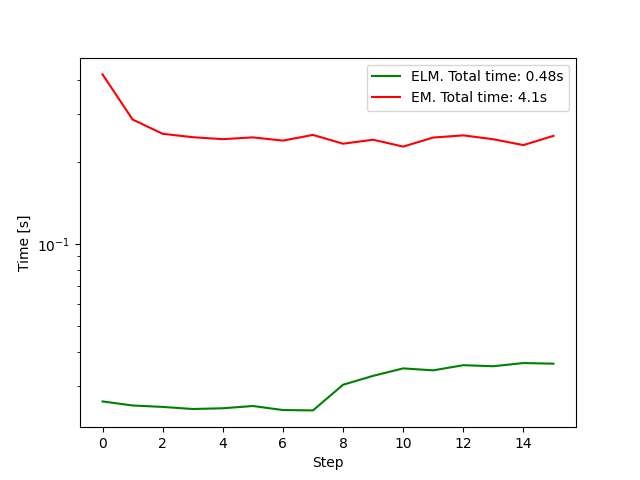 ELM. Total time: 0.48s
EM. Total time: 4.1s
Time [s]
10⁻¹
0 2 4 6 8 10 12 14
Step